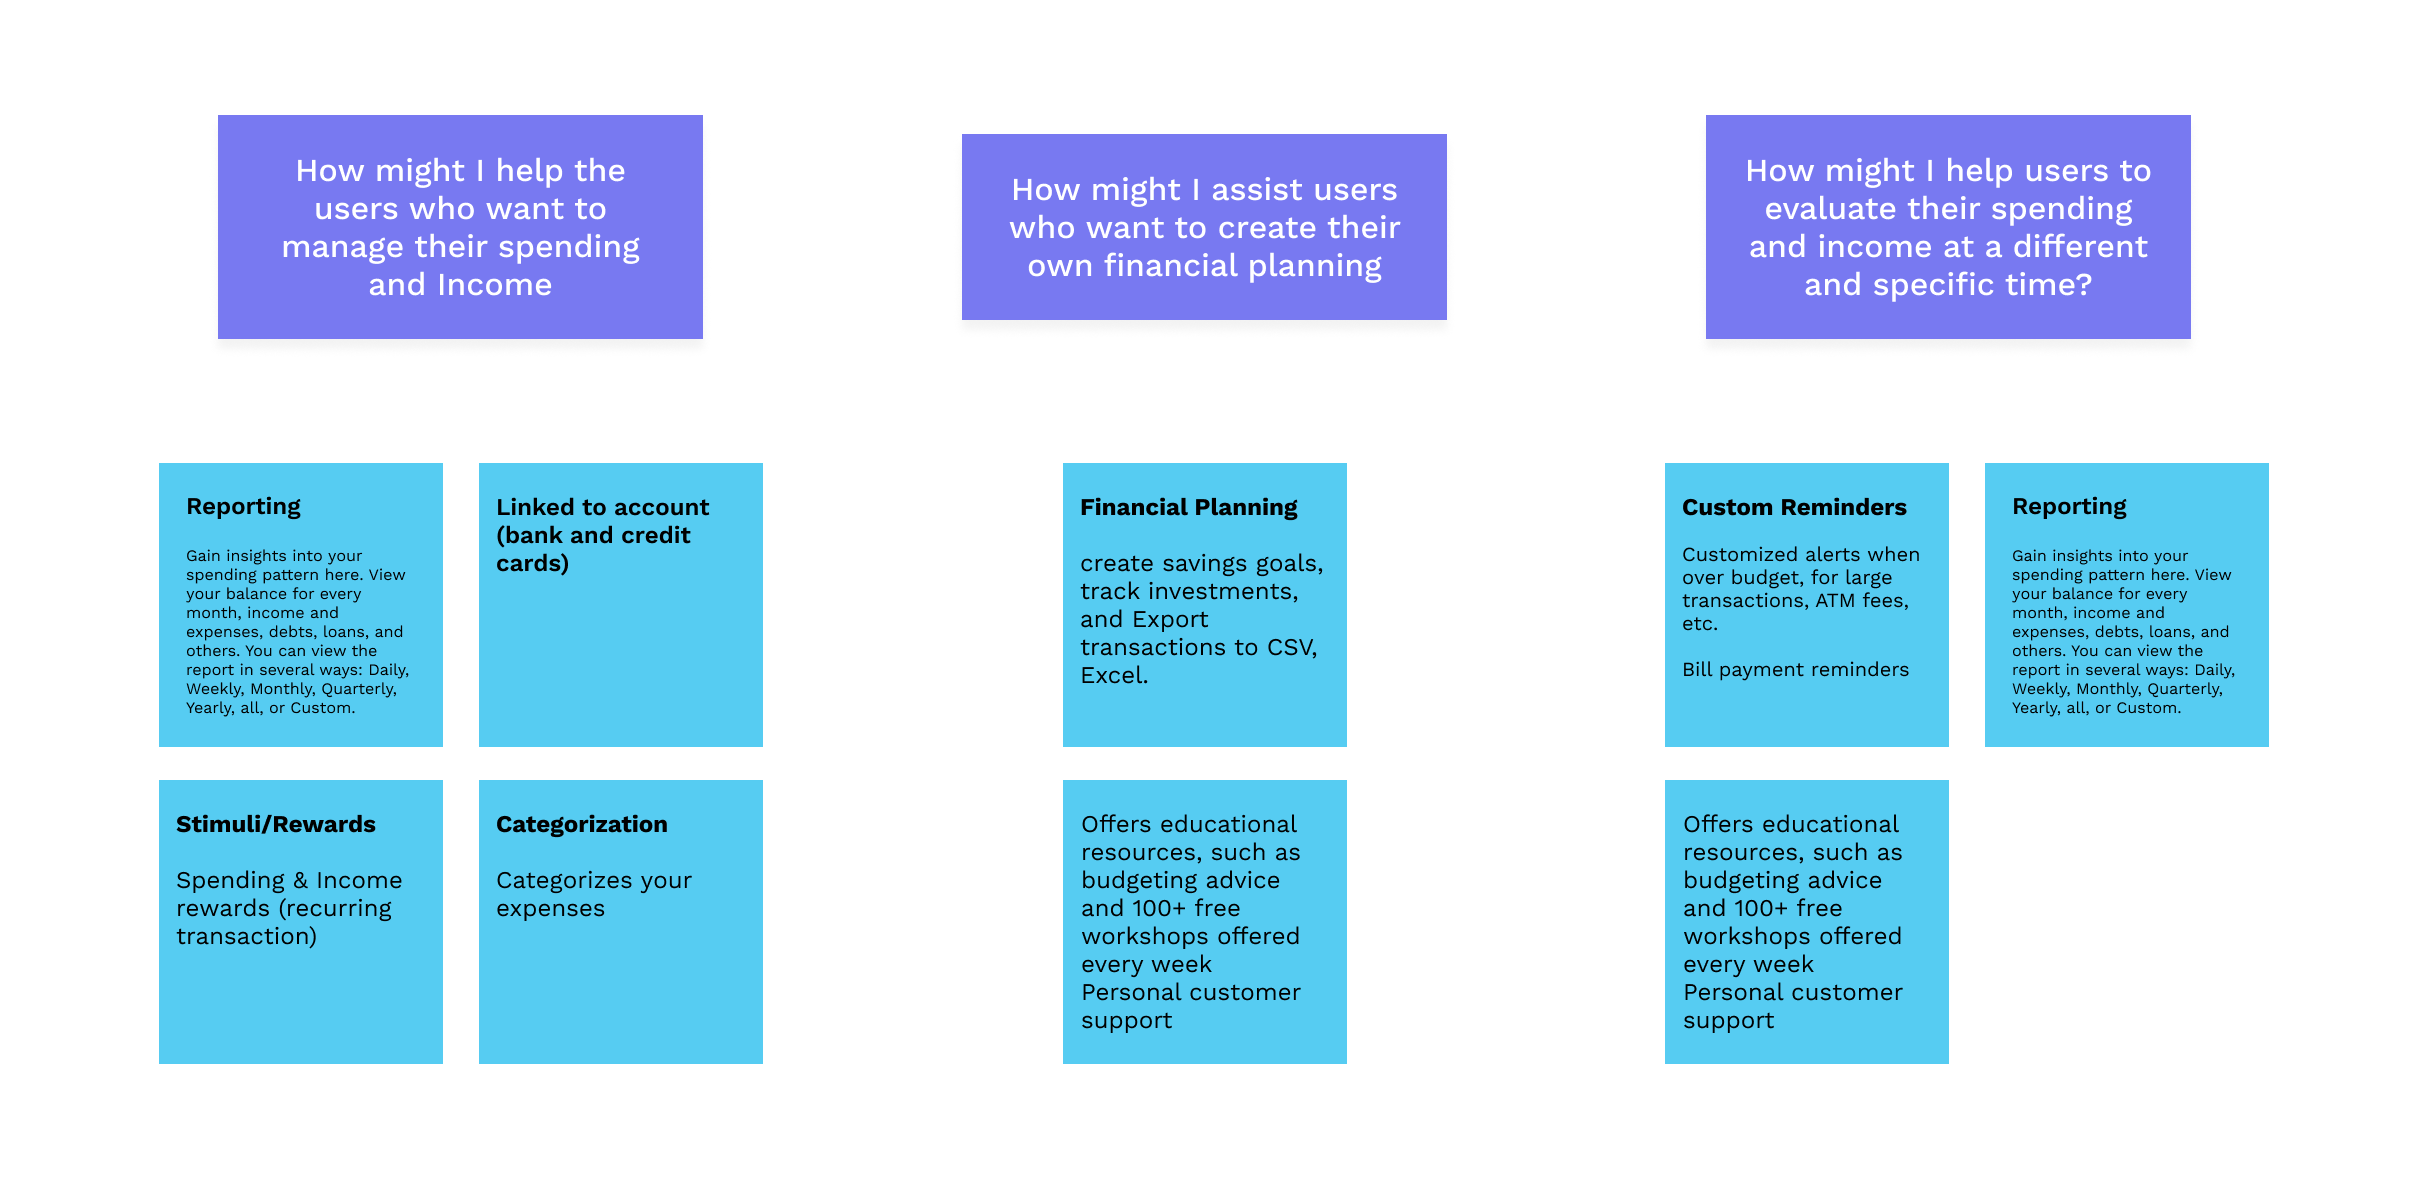 How might I help the
users who want to
manage their spending
and Income
How might I assist users
who want to create their
own financial planning
How might I help users to
evaluate their spending
and income at a different
and specific time?
Reporting
Gain insights into your
spending pattern here. View
your balance for every
month, income and
expenses, debts, loans, and
others. You can view the
report in several ways: Daily,
Weekly, Monthly, Quarterly,
Yearly, all, or Custom.
Linked to account
(bank and credit
cards)
Stimuli/Rewards
Spending & Income
rewards (recurring
transaction)
Categorization
Categorizes your
expenses
Financial Planning
create savings goals,
track investments,
and Export
transactions to CSV,
Excel.
Offers educational
resources, such as
budgeting advice
and 100+ free
workshops offered
every week
Personal customer
support
Custom Reminders
Customized alerts when
over budget, for large
transactions, ATM fees,
etc.
Bill payment reminders
Reporting
Gain insights into your
spending pattern here. View
your balance for every
month, income and
expenses, debts, loans, and
others. You can view the
report in several ways: Daily,
Weekly, Monthly, Quarterly,
Yearly, all, or Custom.
Offers educational
resources, such as
budgeting advice
and 100+ free
workshops offered
every week
Personal customer
support